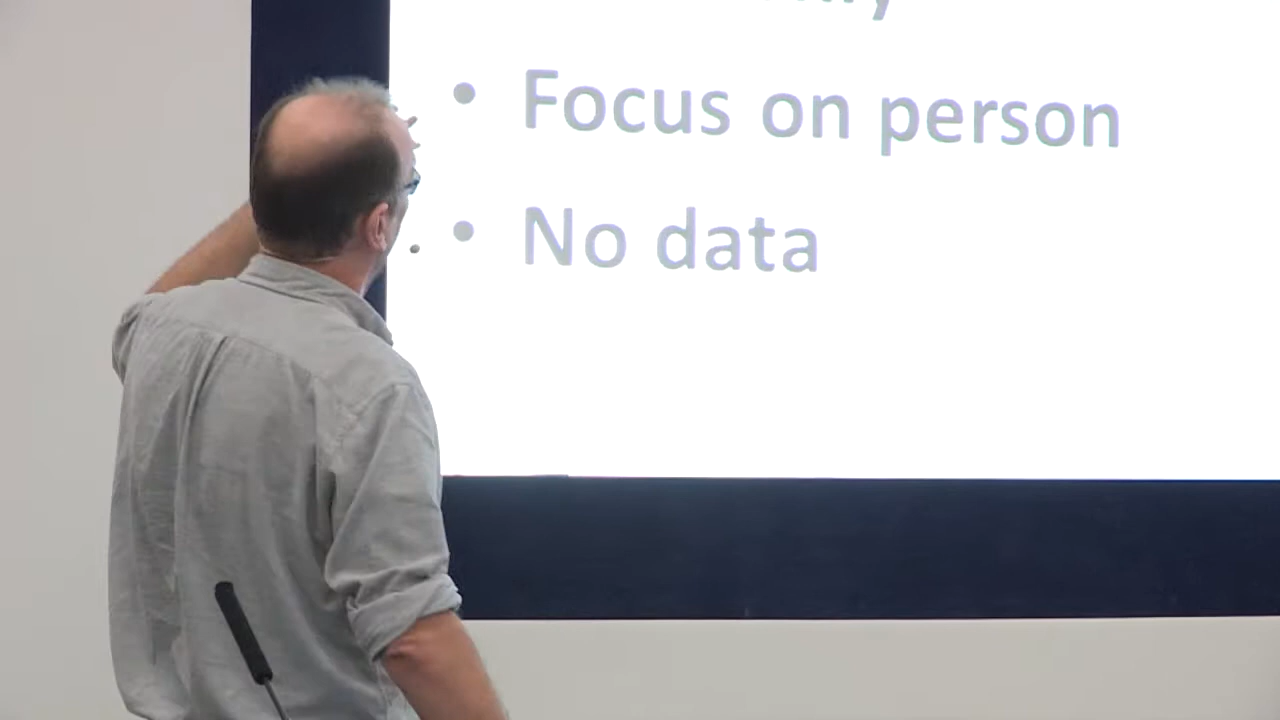 • Focus on person
• No data